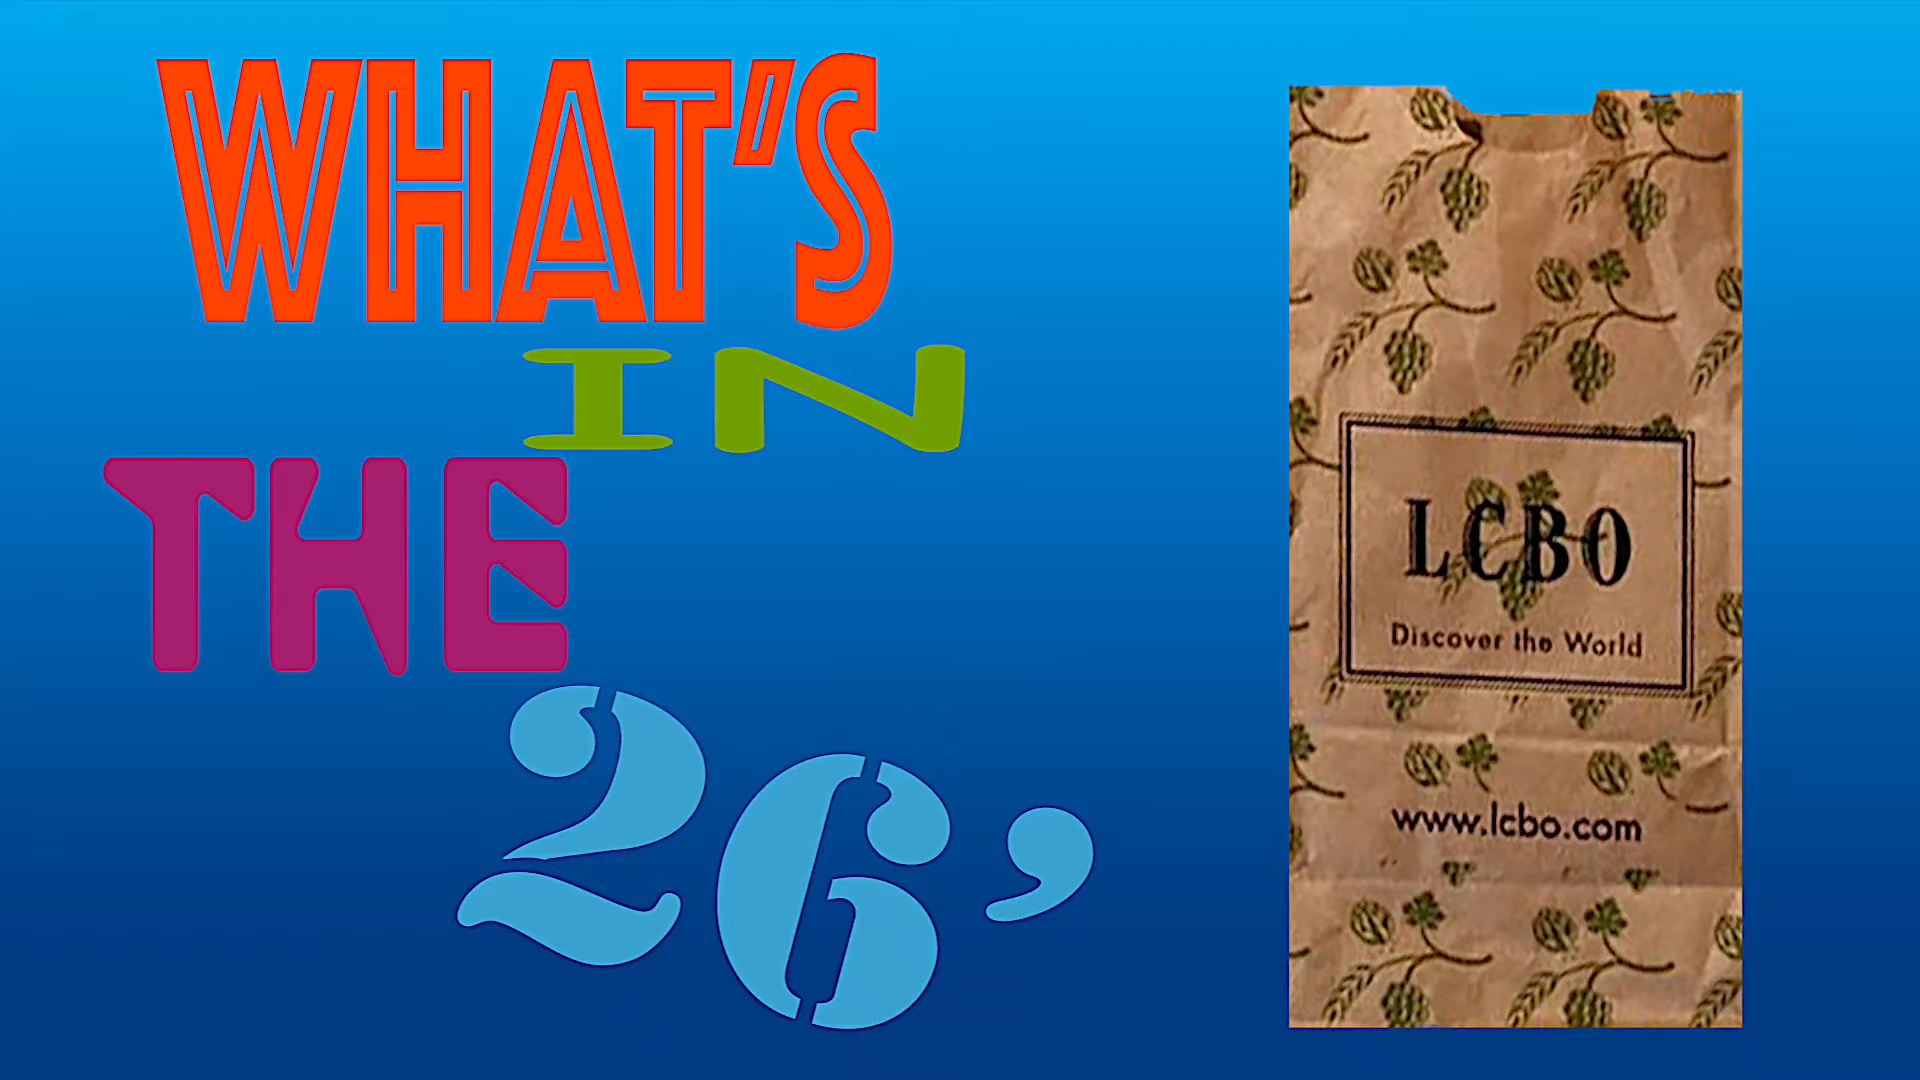 WHAT'S
IN
THE
26'
LCBO
Discover the World
www.lcbo.com